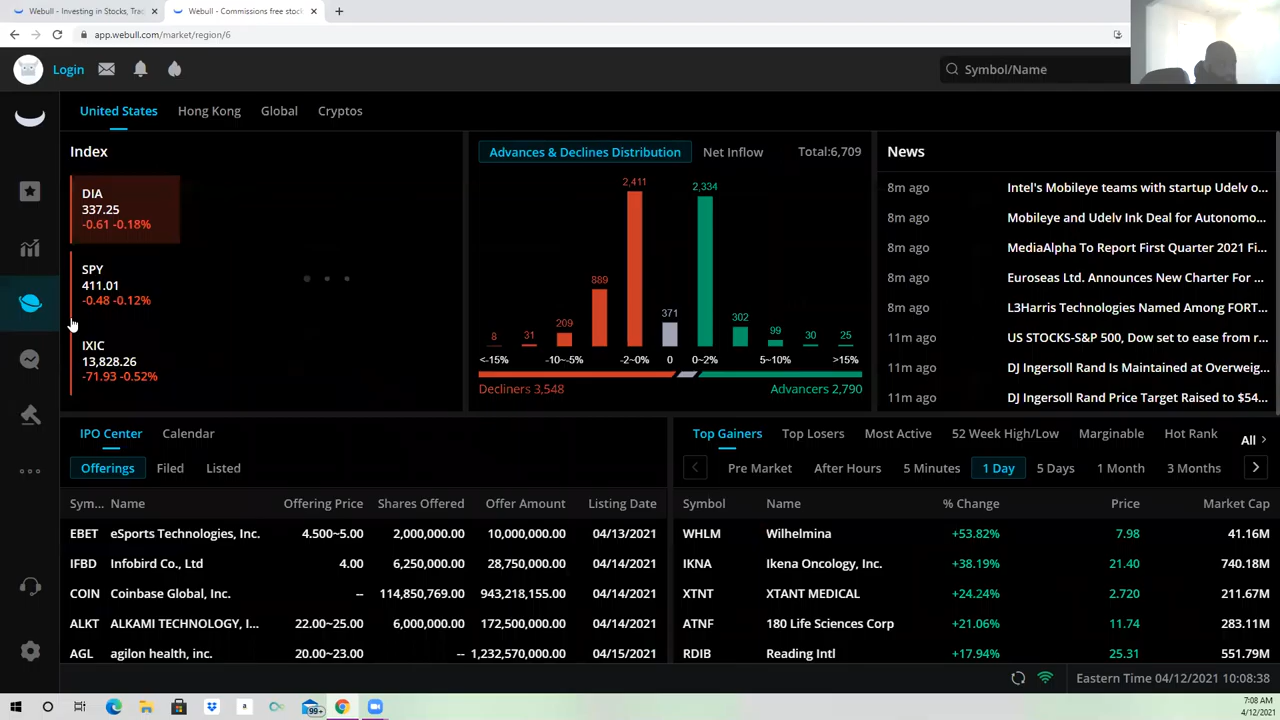 Webull - Investing in Stocks, Trac
Webull - Commissions free stock
app.webull.com/market/region/6
Login
Symbol/Name
United States Hong Kong Global Cryptos
Index
DIA
337.25
-0.61 -0.18%
SPY
411.01
-0.48 -0.12%
IXIC
13,828.26
-71.93 -0.52%
Advances & Declines Distribution Net Inflow Total:6,709
8 31 209 889 2,411 371 2,334 302 99 30 25
<-15% -10~-5% -2~0% 0 0~2% 5~10% >15%
Decliners 3,548 Advancers 2,790
News
8m ago Intel's Mobileye teams with startup Udelv o...
8m ago Mobileye and Udelv Ink Deal for Autonomo...
8m ago MediaAlpha To Report First Quarter 2021 Fi...
8m ago Euroseas Ltd. Announces New Charter For ...
8m ago L3Harris Technologies Named Among FORT...
11m ago US STOCKS-S&P 500, Dow set to ease from r...
11m ago DJ Ingersoll Rand Is Maintained at Overweig...
11m ago DJ Ingersoll Rand Price Target Raised to $54...
IPO Center Calendar
Offerings Filed Listed
Sym... Name Offering Price Shares Offered Offer Amount Listing Date
EBET eSports Technologies, Inc. 4.500~5.00 2,000,000.00 10,000,000.00 04/13/2021
IFBD Infobird Co., Ltd 4.00 6,250,000.00 28,750,000.00 04/14/2021
COIN Coinbase Global, Inc. -- 114,850,769.00 943,218,155.00 04/14/2021
ALKT ALKAMI TECHNOLOGY, I... 22.00~25.00 6,000,000.00 172,500,000.00 04/14/2021
AGL agilon health, inc. 20.00~23.00 -- 1,232,570,000.00 04/15/2021
Top Gainers Top Losers Most Active 52 Week High/Low Marginable Hot Rank All
Pre Market After Hours 5 Minutes 1 Day 5 Days 1 Month 3 Months
Symbol Name % Change Price Market Cap
WHLM Wilhelmina +53.82% 7.98 41.16M
IKNA Ikena Oncology, Inc. +38.19% 21.40 740.18M
XTNT XTANT MEDICAL +24.24% 2.720 211.67M
ATNF 180 Life Sciences Corp +21.06% 11.74 283.11M
RDIB Reading Intl +17.94% 25.31 551.79M
Eastern Time 04/12/2021 10:08:38
a
99+
7:08 AM
4/12/2021